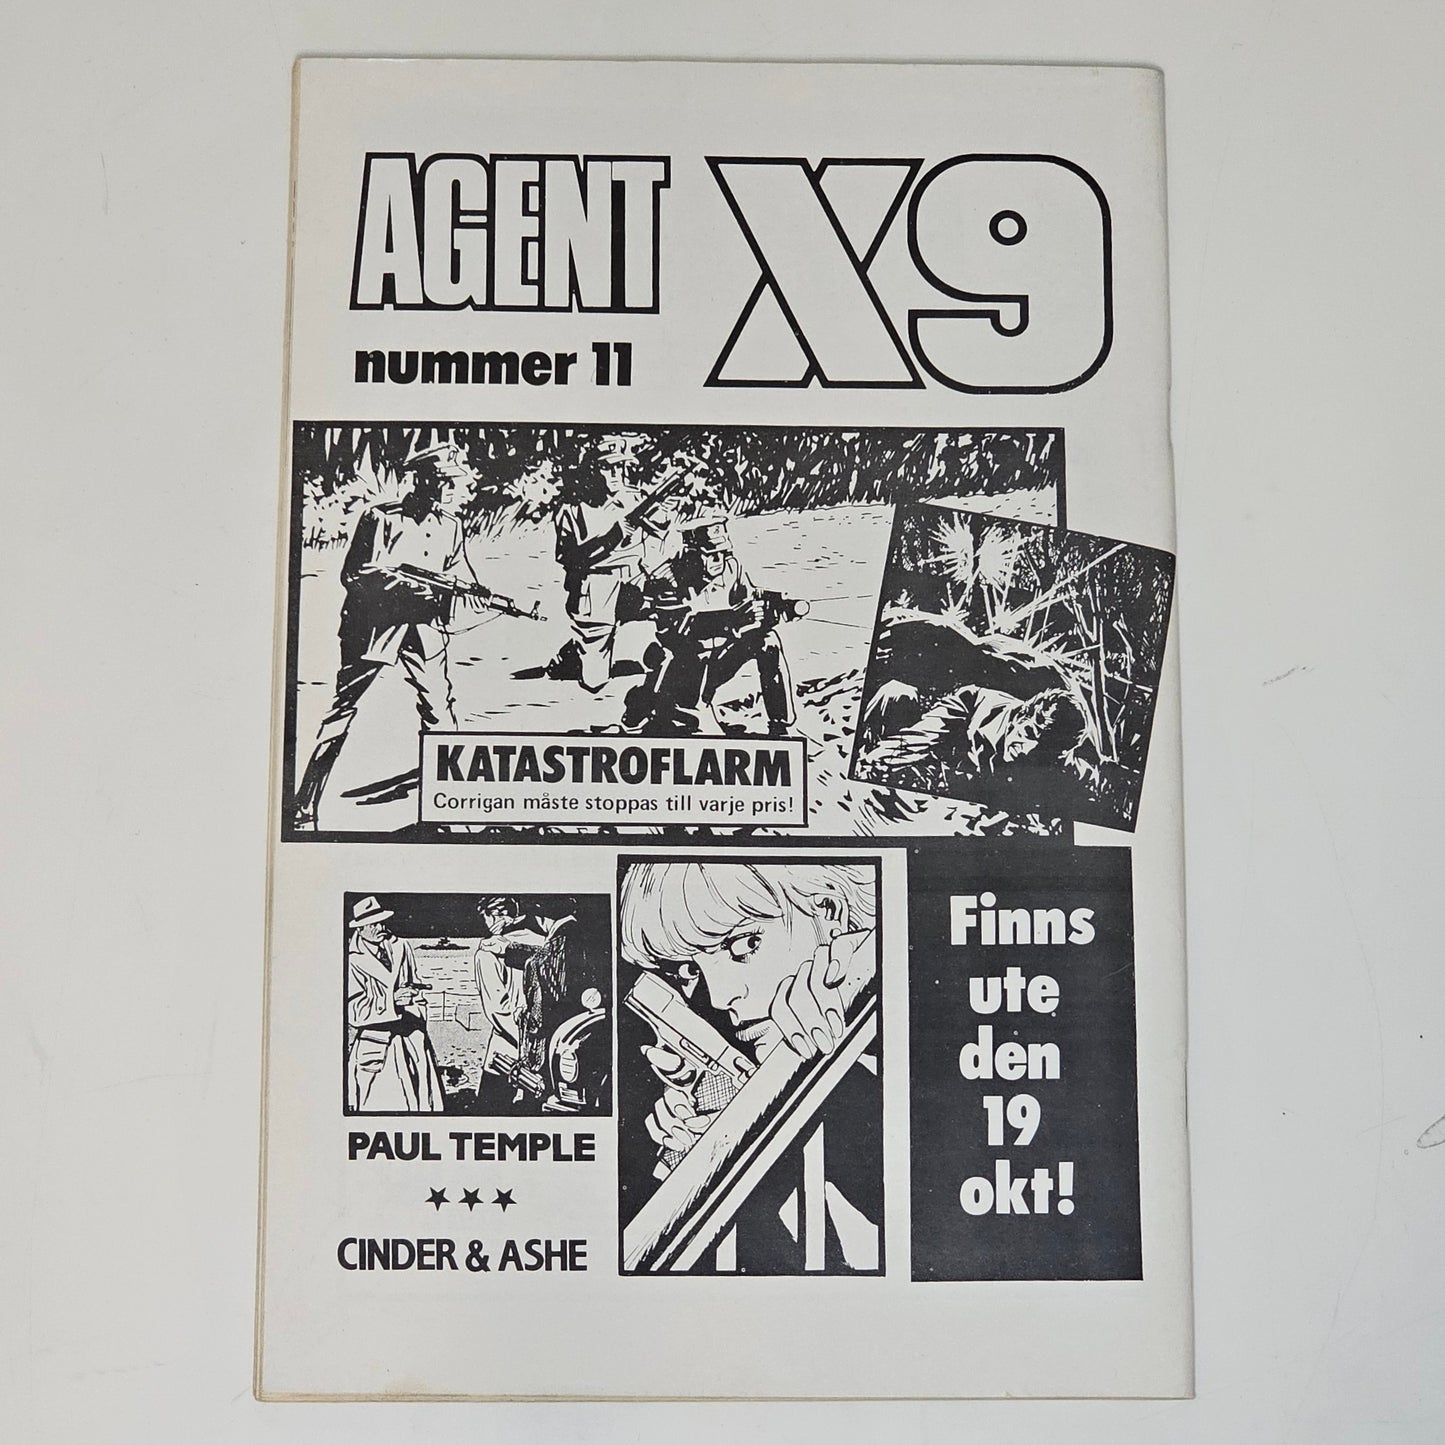 AGENT X9
nummer 11
KATASTROFLARM
Corrigan måste stoppas till varje pris!
PAUL TEMPLE
★★★
CINDER & ASHE
Finns
ute
den
19
okt!